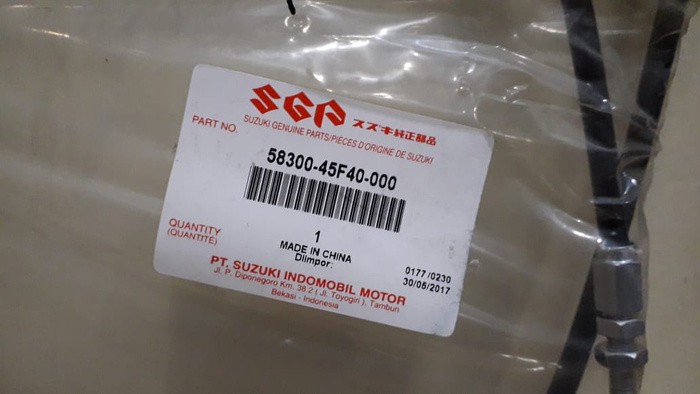 SGP スズキ純正部品
SUZUKI GENUINE PARTS/PIÈCES D'ORIGINE DE SUZUKI
PART NO.
58300-45F40-000
QUANTITY
(QUANTITÉ)
1
MADE IN CHINA
Diimpor:
0177 /0230
30/05/2017
PT. SUZUKI INDOMOBIL MOTOR
Jl. P. Diponegoro Km. 38.2 ( Jl. Toyogiri ), Tambun
Bekasi - Indonesia